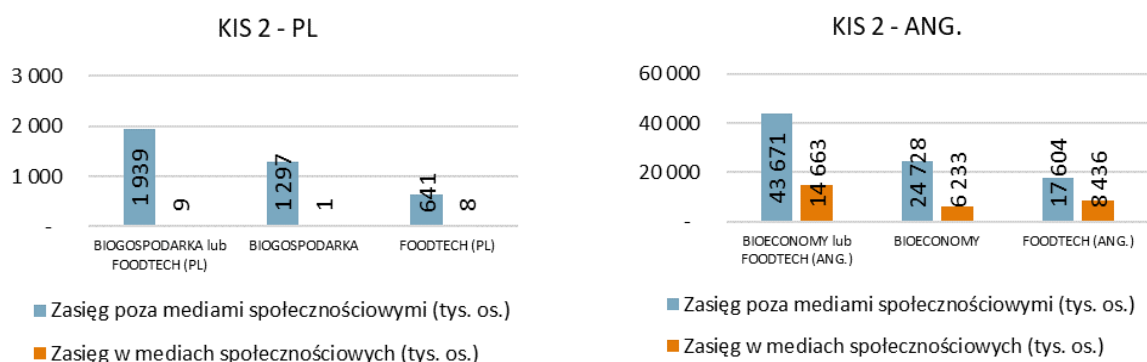 KIS 2 - PL
3 000
2 000
1 000
-
1 939
9
1 297
1
641
8
BIOGOSPODARKA lub
FOODTECH (PL)
BIOGOSPODARKA
FOODTECH (PL)
Zasięg poza mediami społecznościowymi (tys. os.)
Zasięg w mediach społecznościowych (tys. os.)
KIS 2 - ANG.
60 000
40 000
20 000
-
43 671
14 663
24 728
6 233
17 604
8 436
BIOECONOMY lub
FOODTECH (ANG.)
BIOECONOMY
FOODTECH (ANG.)
Zasięg poza mediami społecznościowymi (tys. os.)
Zasięg w mediach społecznościowych (tys. os.)